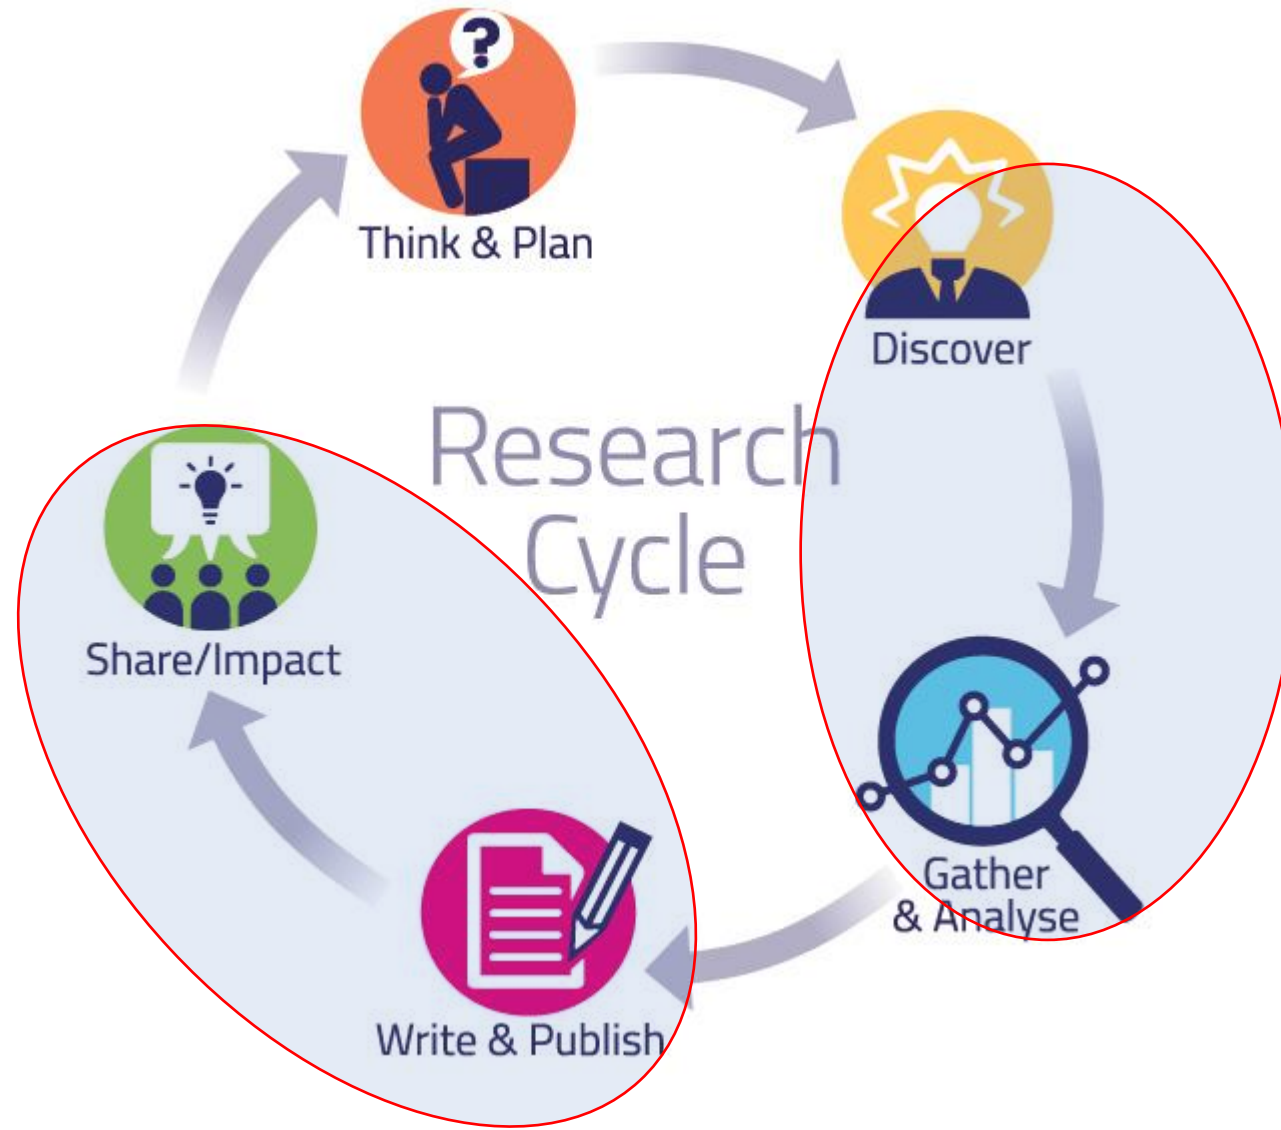 ?
Think & Plan
Discover
Research
Cycle
Share/Impact
Gather
& Analyse
Write & Publish